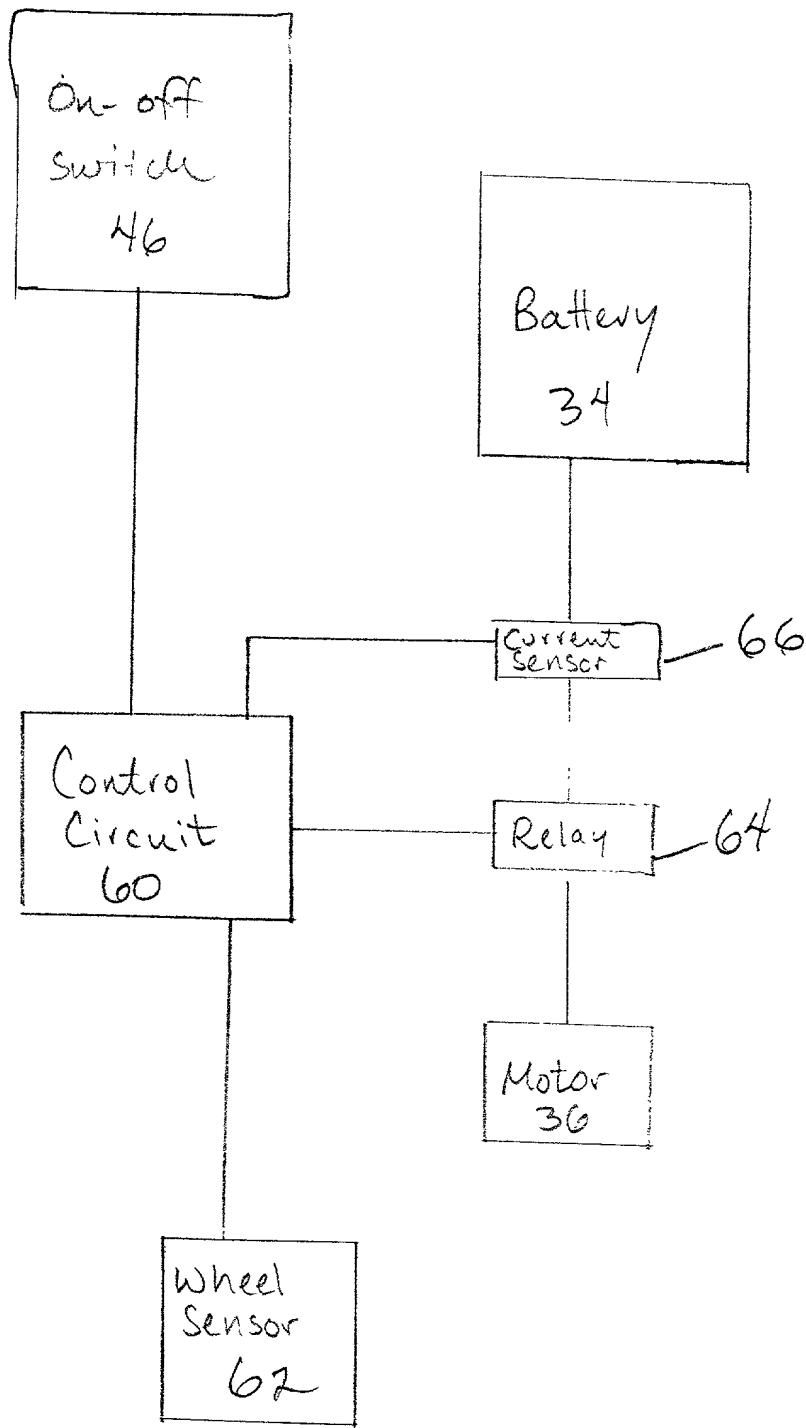 On-off
switch
46
Battery
34
Current
Sensor
66
Control
Circuit
60
Relay
64
Motor
36
Wheel
Sensor
62